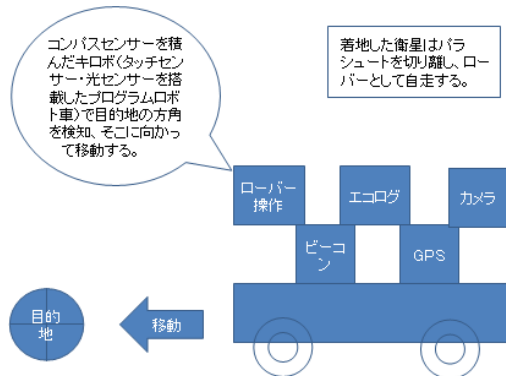 コンパスセンサーを積
んだキロボ(タッチセン
サー・光センサーを搭
載したプログラムロボッ
ト車)で目的地の方角
を検知、そこに向かっ
て移動する。
着地した衛星はパラ
シュートを切り離し、ロー
バーとして自走する。
ローバー
操作
エコログ
カメラ
ビーコ
ン
GPS
目的
地
移動